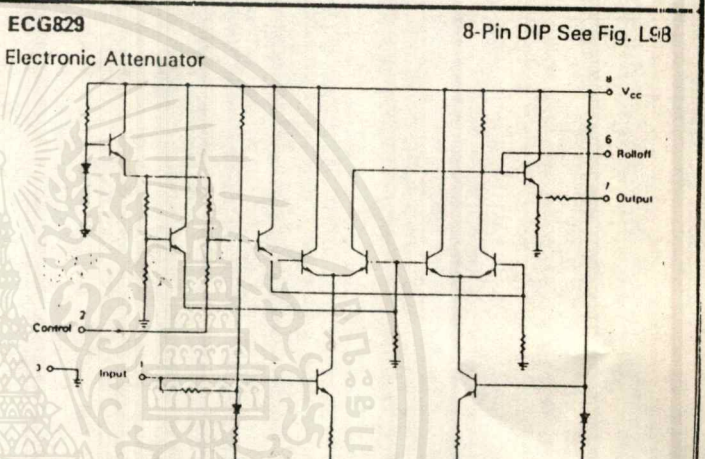 ECG829
8-Pin DIP See Fig. L98
Electronic Attenuator
8
Vcc
6
Rolloff
7
Output
2
Control
3
Input
1